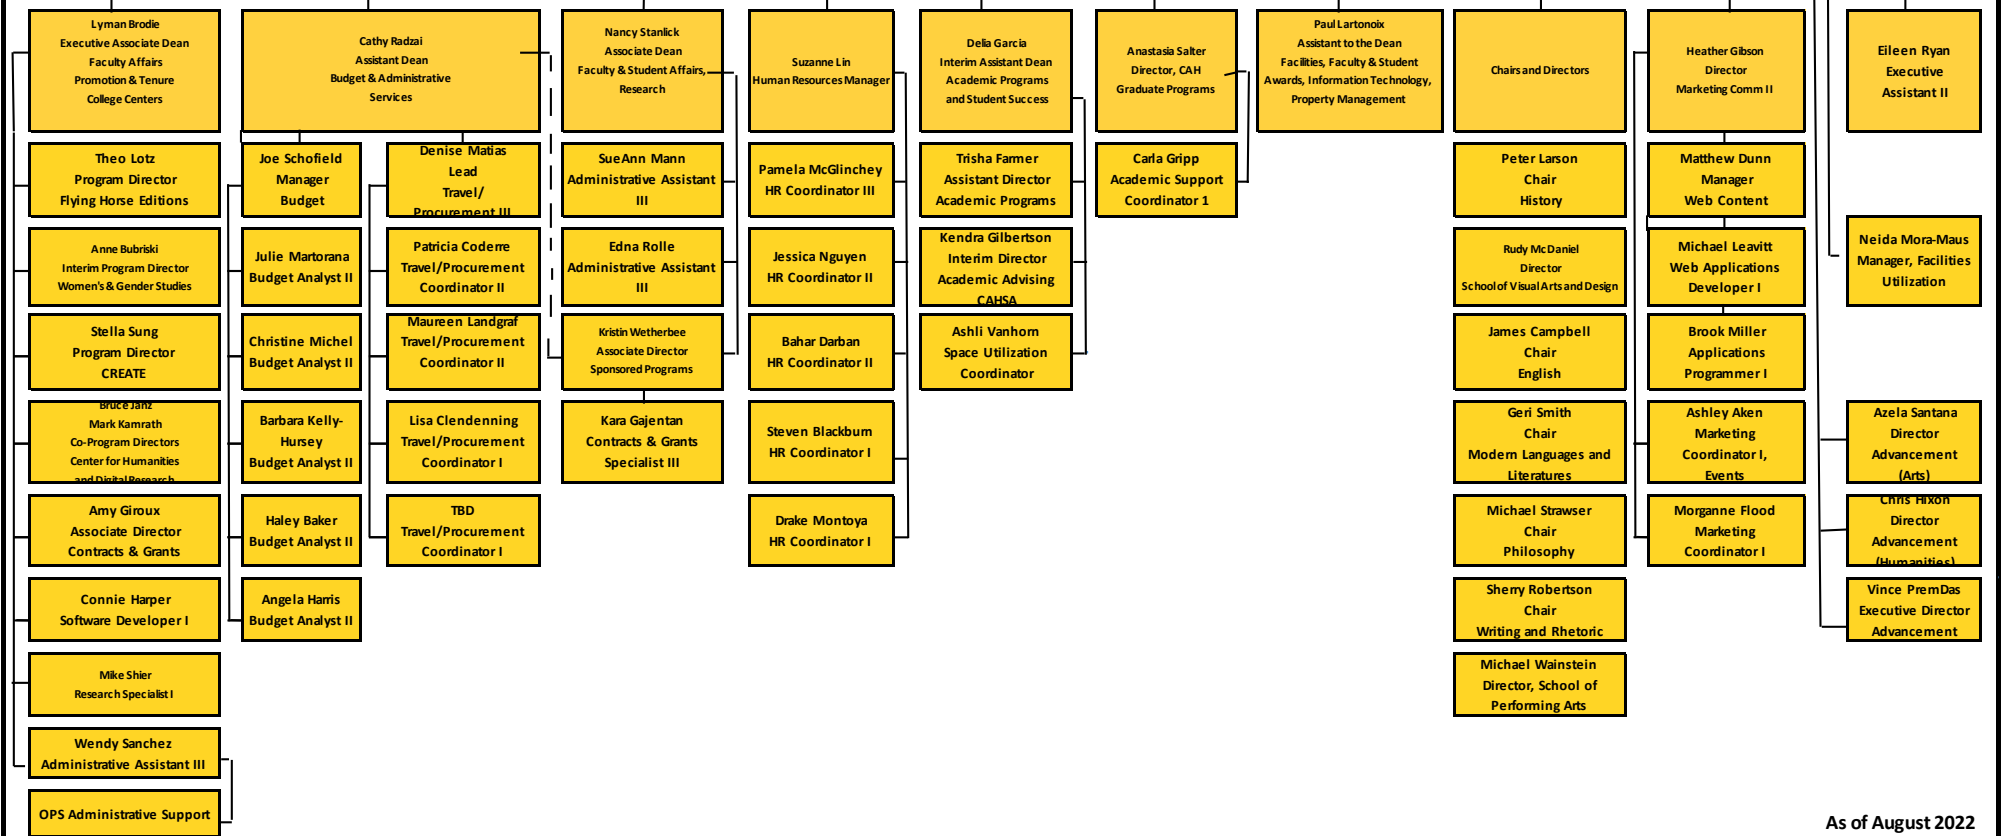 Lyman Brodie
Executive Associate Dean
Faculty Affairs
Promotion & Tenure
College Centers
Theo Lotz
Program Director
Flying Horse Editions
Anne Bubriski
Interim Program Director
Women's & Gender Studies
Stella Sung
Program Director
CREATE
Bruce Janz
Mark Kamrath
Co-Program Directors
Center for Humanities
and Digital Research
Amy Giroux
Associate Director
Contracts & Grants
Connie Harper
Software Developer I
Mike Shier
Research Specialist I
Wendy Sanchez
Administrative Assistant III
OPS Administrative Support
Cathy Radzai
Assistant Dean
Budget & Administrative
Services
Joe Schofield
Manager
Budget
Julie Martorana
Budget Analyst II
Christine Michel
Budget Analyst II
Barbara Kelly-
Hursey
Budget Analyst II
Haley Baker
Budget Analyst II
Angela Harris
Budget Analyst II
Denise Matias
Lead
Travel/
Procurement III
Patricia Coderre
Travel/Procurement
Coordinator II
Maureen Landgraf
Travel/Procurement
Coordinator II
Lisa Clendenning
Travel/Procurement
Coordinator I
TBD
Travel/Procurement
Coordinator I
Nancy Stanlick
Associate Dean
Faculty & Student Affairs,
Research
SueAnn Mann
Administrative Assistant
III
Edna Rolle
Administrative Assistant
III
Kristin Wetherbee
Associate Director
Sponsored Programs
Kara Gajentan
Contracts & Grants
Specialist III
Suzanne Lin
Human Resources Manager
Pamela McGlinchey
HR Coordinator III
Jessica Nguyen
HR Coordinator II
Bahar Darban
HR Coordinator II
Steven Blackburn
HR Coordinator I
Drake Montoya
HR Coordinator I
Delia Garcia
Interim Assistant Dean
Academic Programs
and Student Success
Trisha Farmer
Assistant Director
Academic Programs
Kendra Gilbertson
Interim Director
Academic Advising
CAHSA
Ashli Vanhorn
Space Utilization
Coordinator
Anastasia Salter
Director, CAH
Graduate Programs
Carla Gripp
Academic Support
Coordinator 1
Paul Lartonoix
Assistant to the Dean
Facilities, Faculty & Student
Awards, Information Technology,
Property Management
Chairs and Directors
Peter Larson
Chair
History
Rudy McDaniel
Director
School of Visual Arts and Design
James Campbell
Chair
English
Geri Smith
Chair
Modern Languages and
Literatures
Michael Strawser
Chair
Philosophy
Sherry Robertson
Chair
Writing and Rhetoric
Michael Wainstein
Director, School of
Performing Arts
Heather Gibson
Director
Marketing Comm II
Matthew Dunn
Manager
Web Content
Michael Leavitt
Web Applications
Developer I
Brook Miller
Applications
Programmer I
Ashley Aken
Marketing
Coordinator I,
Events
Morganne Flood
Marketing
Coordinator I
Eileen Ryan
Executive
Assistant II
Neida Mora-Maus
Manager, Facilities
Utilization
Azela Santana
Director
Advancement
(Arts)
Chris Hixon
Director
Advancement
(Humanities)
Vince PremDas
Executive Director
Advancement
As of August 2022